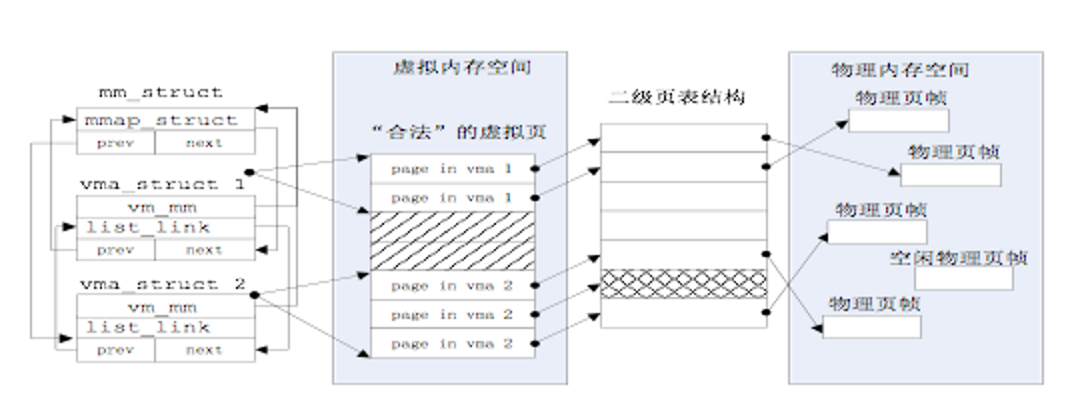 mm_struct
mmap_struct
prev next
vma_struct 1
vm_mm
list_link
prev next
vma_struct 2
vm_mm
list_link
prev next
虚拟内存空间
“合法”的虚拟页
page in vma 1
page in vma 1
page in vma 2
page in vma 2
page in vma 2
二级页表结构
物理内存空间
物理页帧
物理页帧
物理页帧
空闲物理页帧
物理页帧